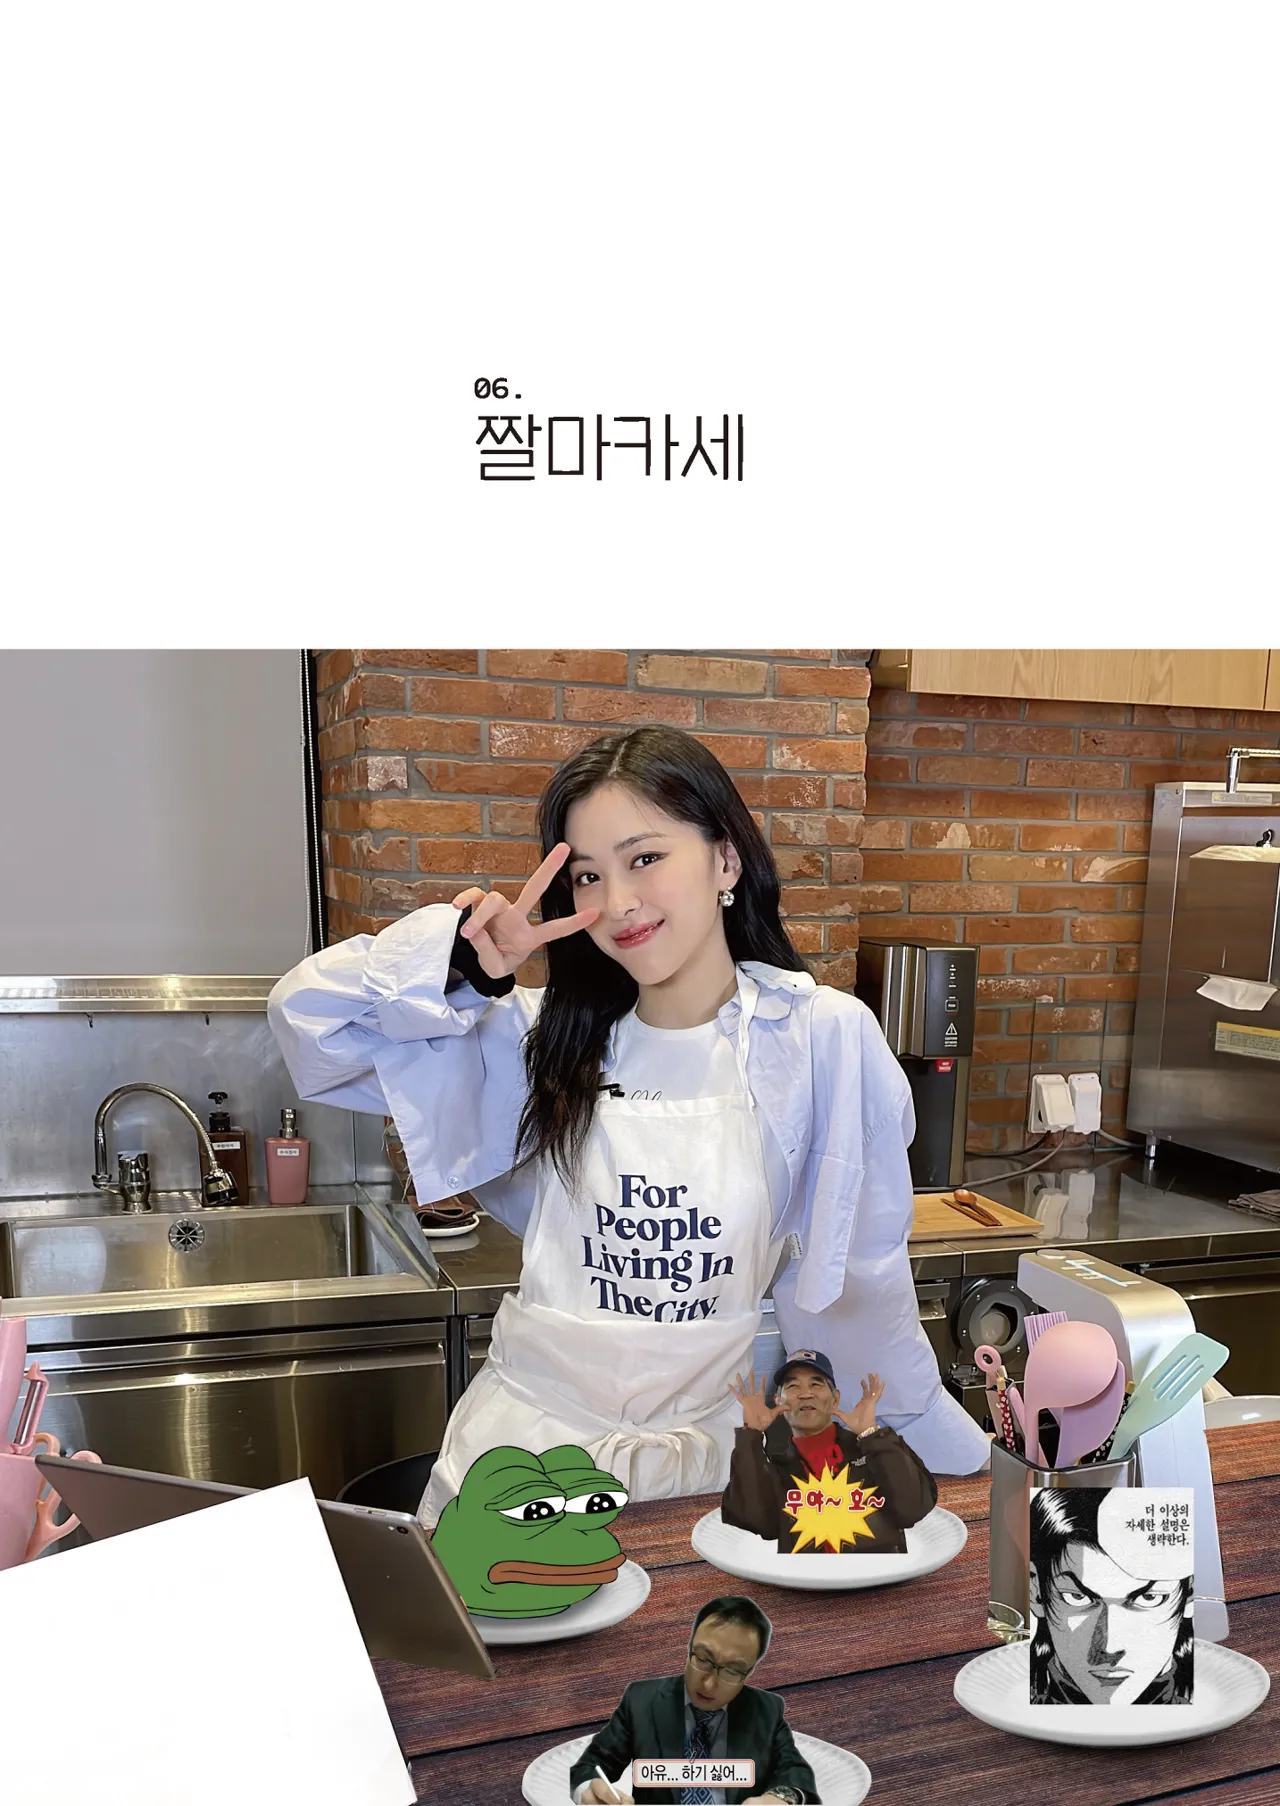 06.
짤마카세
For
People
Living In
The City.
무야~ 호~
더 이상의
자세한 설명은
생략한다.
아유... 하기 싫어...